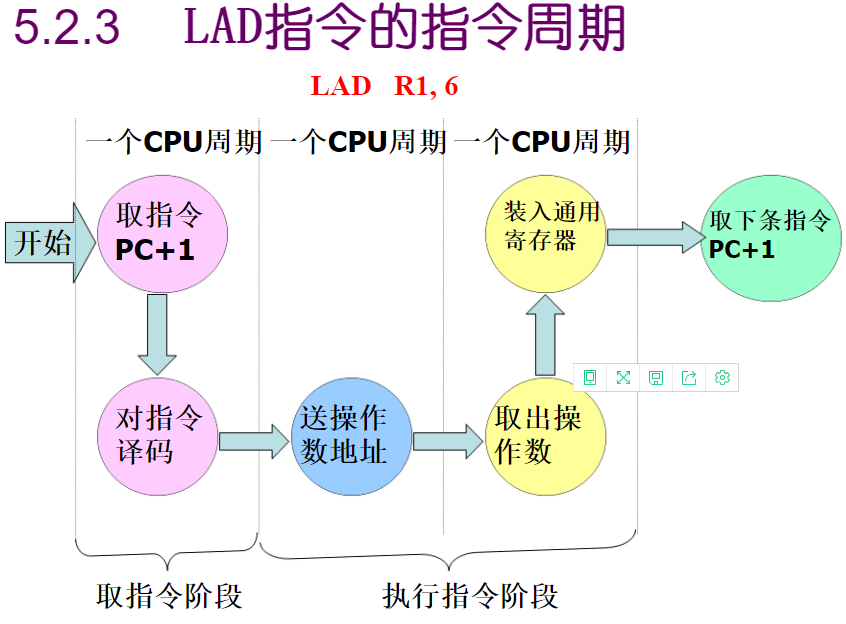 5.2.3 LAD指令的指令周期
LAD R1, 6
一个CPU周期 一个CPU周期 一个CPU周期
开始
取指令
PC+1
装入通用
寄存器
取下条指令
PC+1
对指令
译码
送操作
数地址
取出操
作数
取指令阶段
执行指令阶段